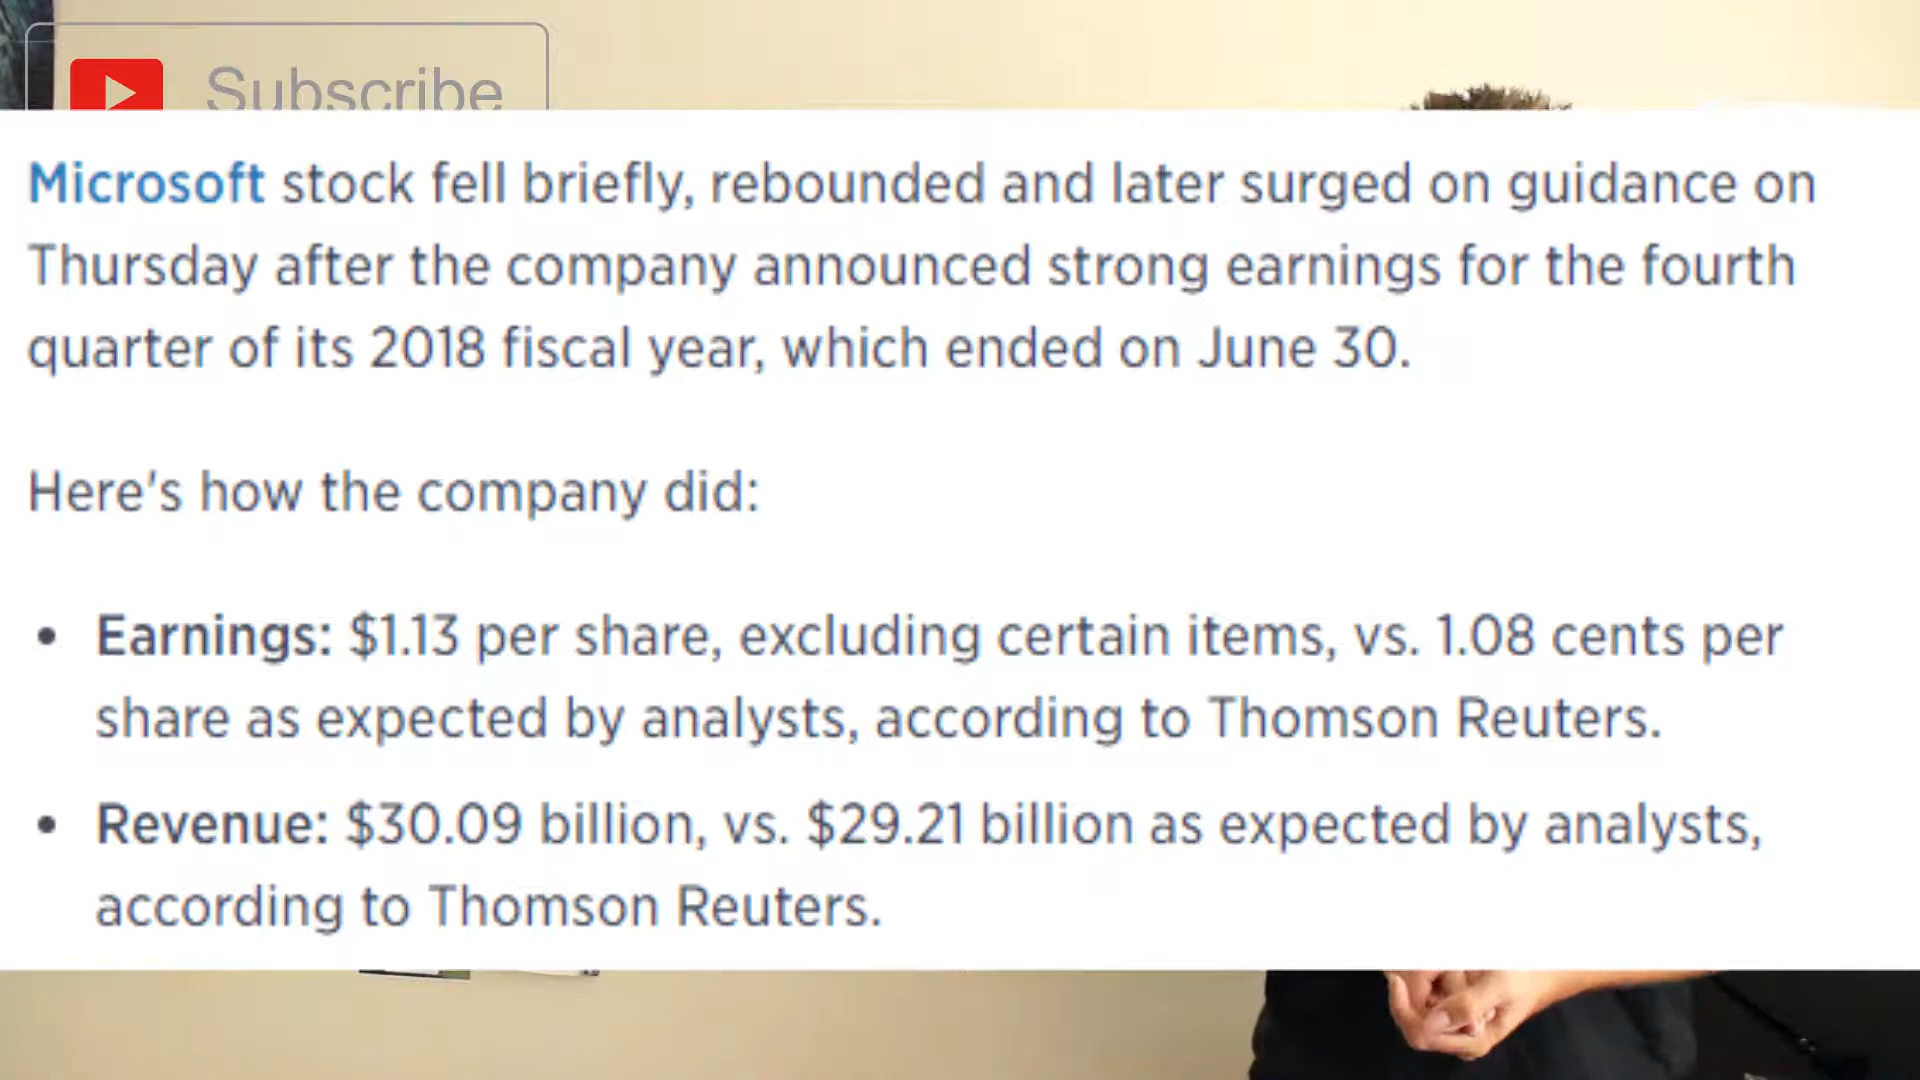 Subscribe
Microsoft stock fell briefly, rebounded and later surged on guidance on
Thursday after the company announced strong earnings for the fourth
quarter of its 2018 fiscal year, which ended on June 30.
Here's how the company did:
• Earnings: $1.13 per share, excluding certain items, vs. 1.08 cents per
share as expected by analysts, according to Thomson Reuters.
• Revenue: $30.09 billion, vs. $29.21 billion as expected by analysts,
according to Thomson Reuters.